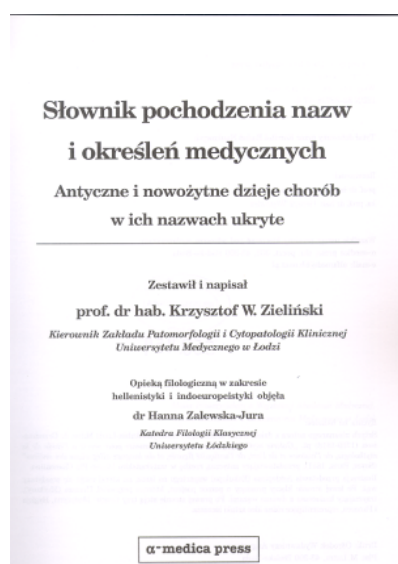 Słownik pochodzenia nazw
i określeń medycznych
Antyczne i nowożytne dzieje chorób
w ich nazwach ukryte
Zestawił i napisał
prof. dr hab. Krzysztof W. Zieliński
Kierownik Zakładu Patomorfologii i Cytopatologii Klinicznej
Uniwersytetu Medycznego w Łodzi
Opieką filologiczną w zakresie
hellenistyki i indoeuropeistyki objęła
dr Hanna Zalewska-Jura
Katedra Filologii Klasycznej
Uniwersytetu Łódzkiego
α-medica press